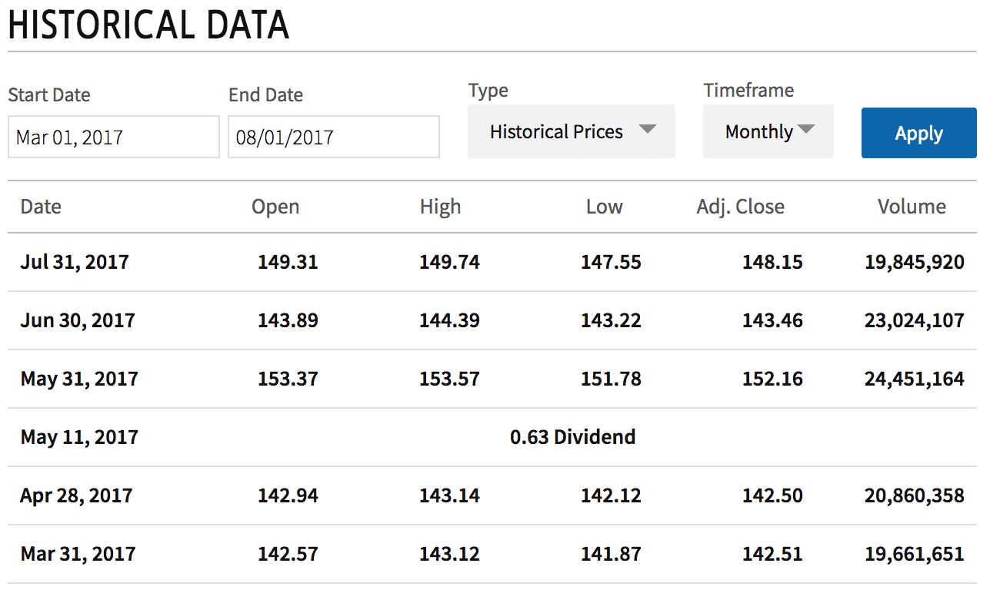 HISTORICAL DATA
Start Date End Date Type Timeframe
Mar 01, 2017 08/01/2017 Historical Prices Monthly Apply
Date Open High Low Adj. Close Volume
Jul 31, 2017 149.31 149.74 147.55 148.15 19,845,920
Jun 30, 2017 143.89 144.39 143.22 143.46 23,024,107
May 31, 2017 153.37 153.57 151.78 152.16 24,451,164
May 11, 2017 0.63 Dividend
Apr 28, 2017 142.94 143.14 142.12 142.50 20,860,358
Mar 31, 2017 142.57 143.12 141.87 142.51 19,661,651